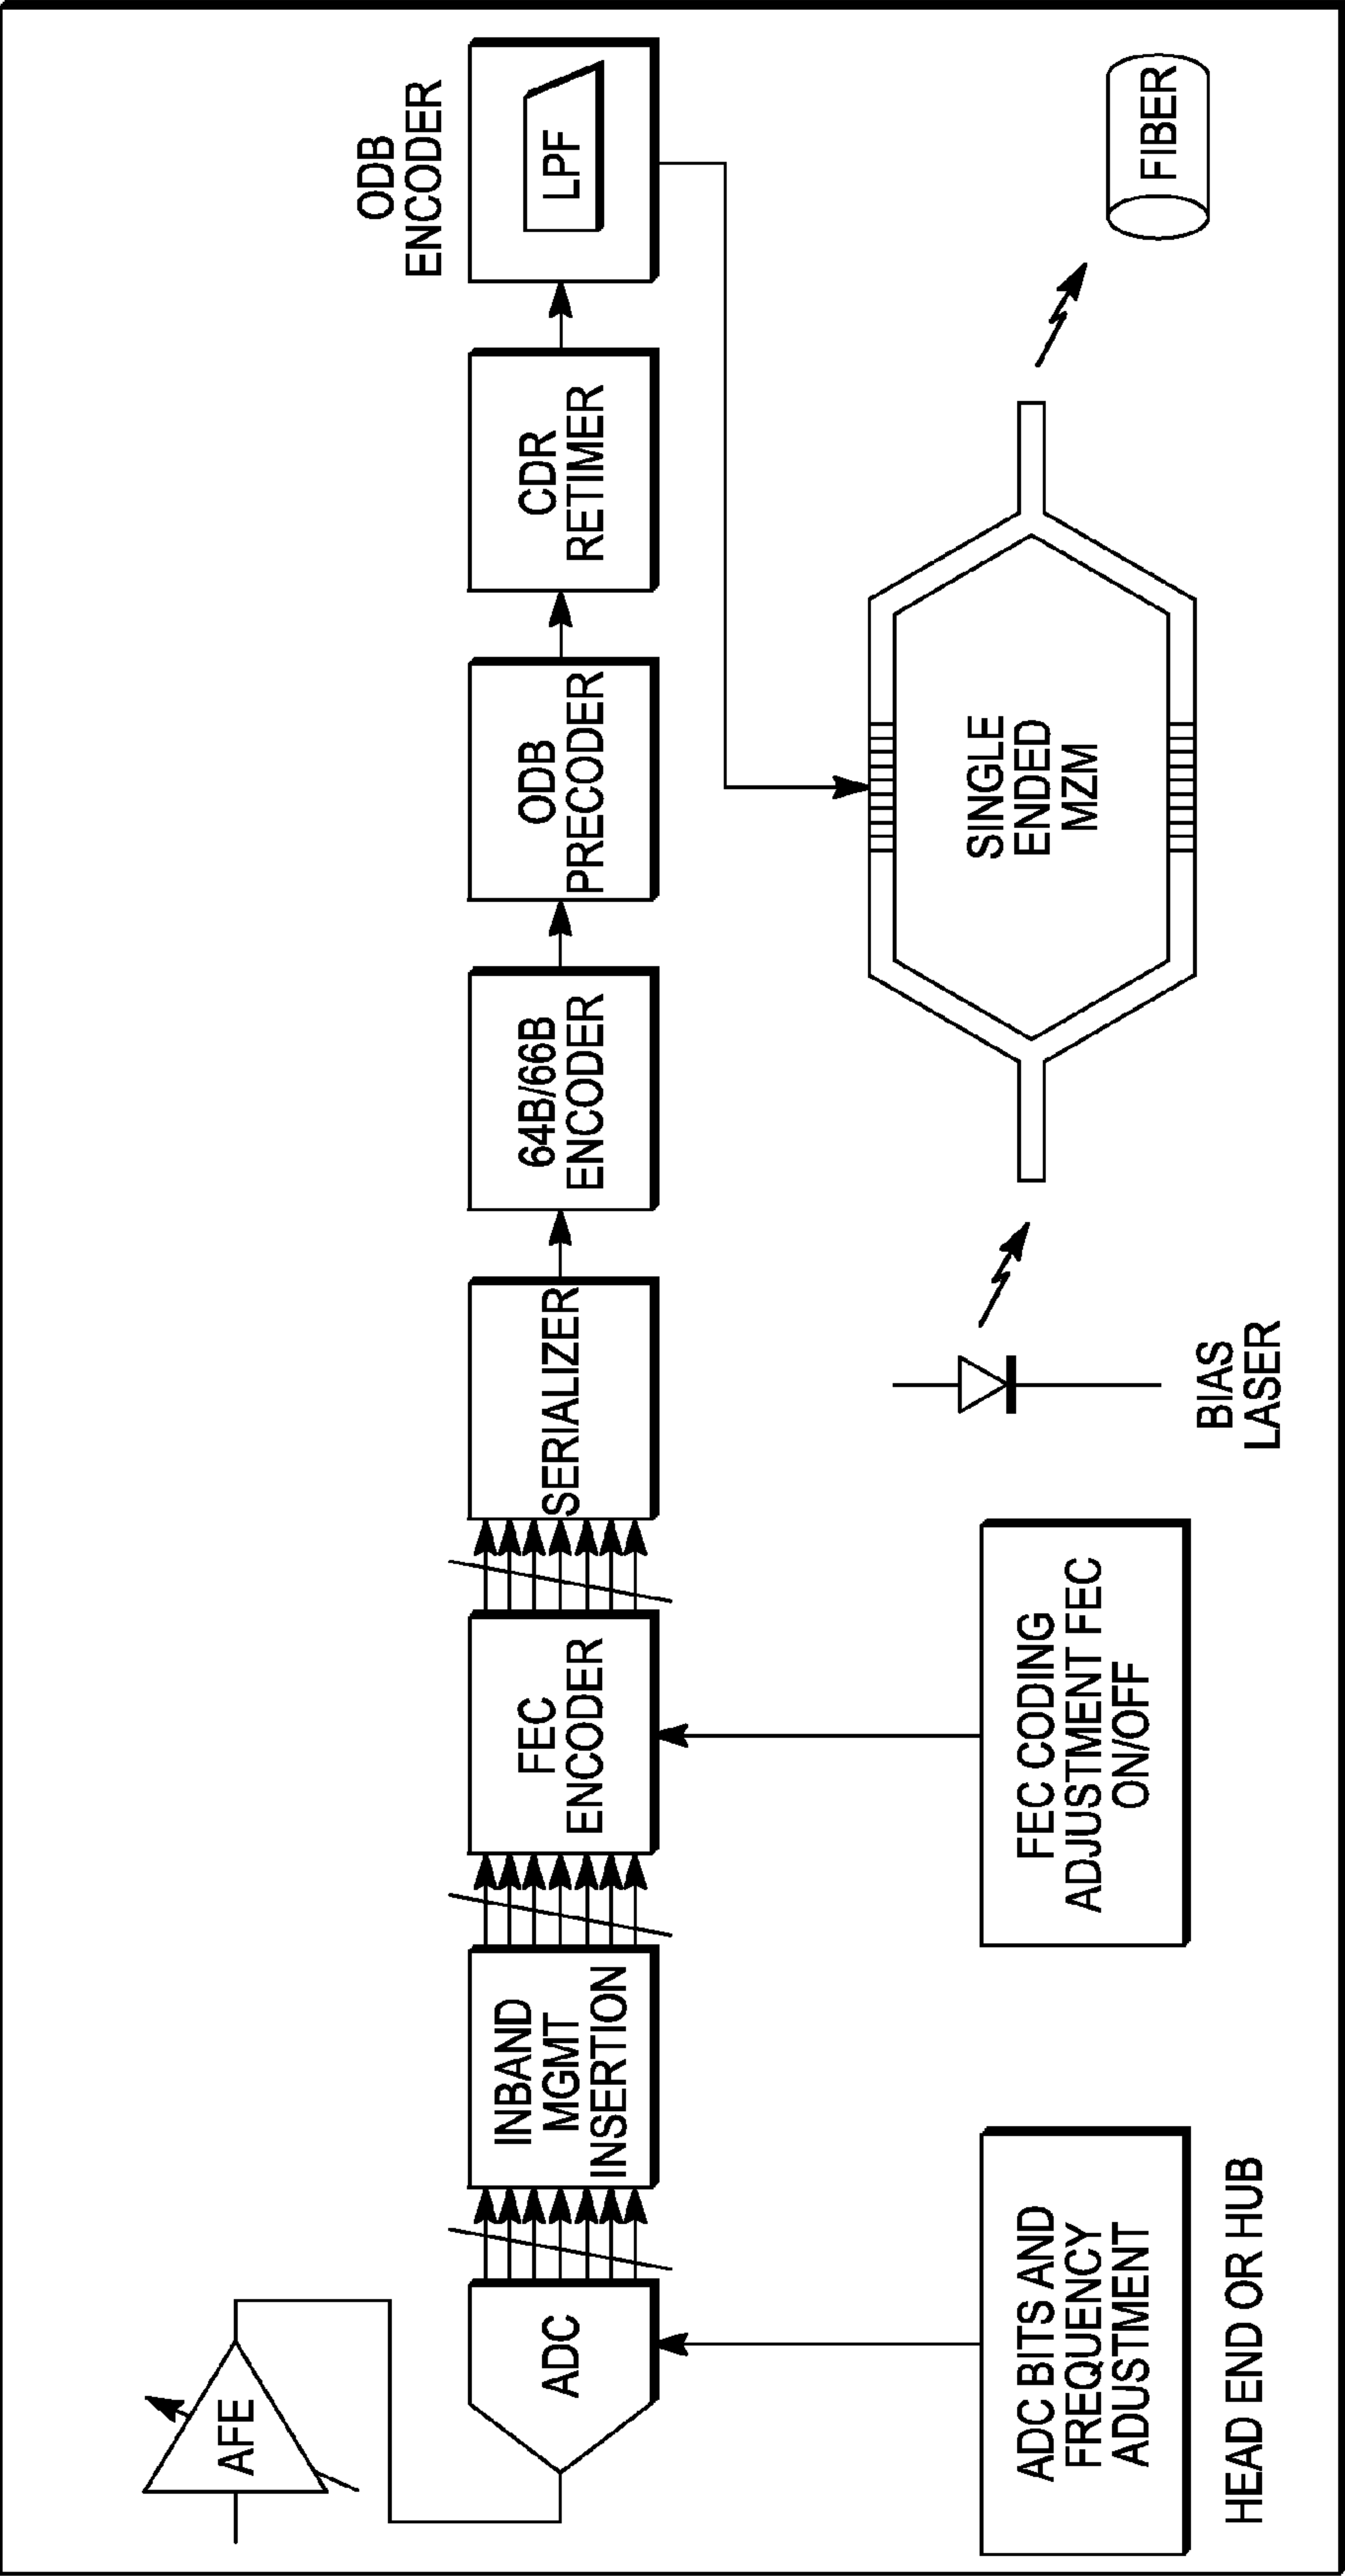 AFE
ADC
INBAND
MGMT
INSERTION
FEC
ENCODER
SERIALIZER
64B/66B
ENCODER
ODB
PRECODER
CDR
RETIMER
ODB
ENCODER
LPF
ADC BITS AND
FREQUENCY
ADUSTMENT
FEC CODING
ADJUSTMENT FEC
ON/OFF
BIAS
LASER
SINGLE
ENDED
MZM
FIBER
HEAD END OR HUB